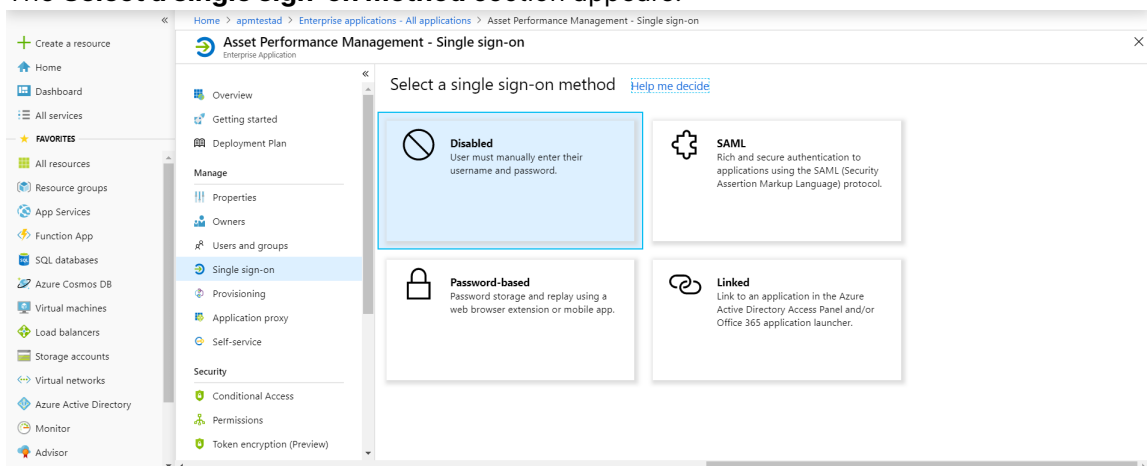 The Select a single sign-on method section appears.
Home > apmtestad > Enterprise applications - All applications > Asset Performance Management - Single sign-on
«
Create a resource
Home
Dashboard
All services
FAVORITES
All resources
Resource groups
App Services
Function App
SQL databases
Azure Cosmos DB
Virtual machines
Load balancers
Storage accounts
Virtual networks
Azure Active Directory
Monitor
Advisor
Asset Performance Management - Single sign-on
Enterprise Application
«
Overview
Getting started
Deployment Plan
Manage
Properties
Owners
Users and groups
Single sign-on
Provisioning
Application proxy
Self-service
Security
Conditional Access
Permissions
Token encryption (Preview)
Select a single sign-on method Help me decide
Disabled
User must manually enter their
username and password.
SAML
Rich and secure authentication to
applications using the SAML (Security
Assertion Markup Language) protocol.
Password-based
Password storage and replay using a
web browser extension or mobile app.
Linked
Link to an application in the Azure
Active Directory Access Panel and/or
Office 365 application launcher.